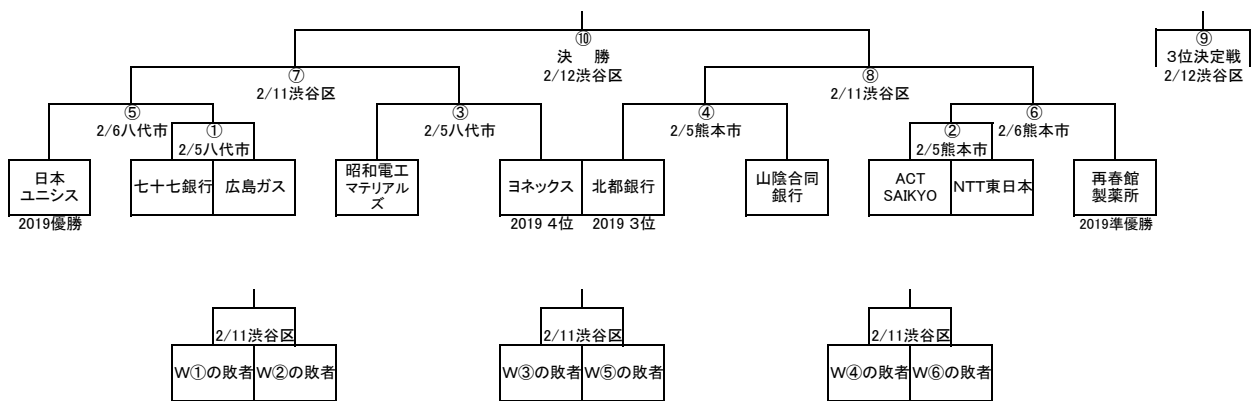 ⑩
決　勝
2/12渋谷区
⑨
3位決定戦
2/12渋谷区
⑦
2/11渋谷区
⑧
2/11渋谷区
⑤
2/6八代市
①
2/5八代市
③
2/5八代市
④
2/5熊本市
②
2/5熊本市
⑥
2/6熊本市
日本
ユニシス
七十七銀行
広島ガス
昭和電工
マテリアル
ズ
ヨネックス
北都銀行
山陰合同
銀行
ACT
SAIKYO
NTT東日本
再春館
製薬所
2019優勝
2019 4位
2019 3位
2019準優勝
2/11渋谷区
W①の敗者
W②の敗者
2/11渋谷区
W③の敗者
W⑤の敗者
2/11渋谷区
W④の敗者
W⑥の敗者